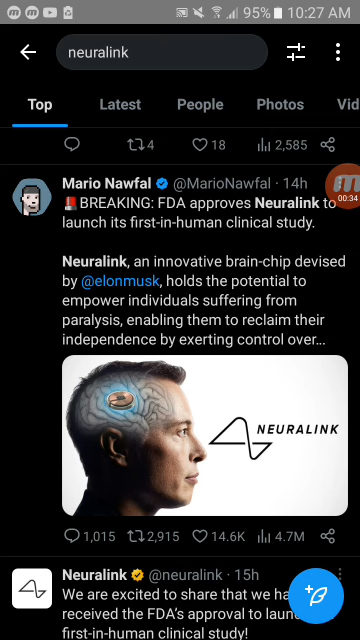 95% 10:27 AM
neuralink
Top Latest People Photos Vid
4 18 2,585
Mario Nawfal @MarioNawfal · 14h
BREAKING: FDA approves Neuralink to
launch its first-in-human clinical study.
00:34
Neuralink, an innovative brain-chip devised
by @elonmusk, holds the potential to
empower individuals suffering from
paralysis, enabling them to reclaim their
independence by exerting control over...
NEURALINK
1,015 2,915 14.6K 4.7M
Neuralink @neuralink · 15h
We are excited to share that we ha
received the FDA's approval to laun
first-in-human clinical study!